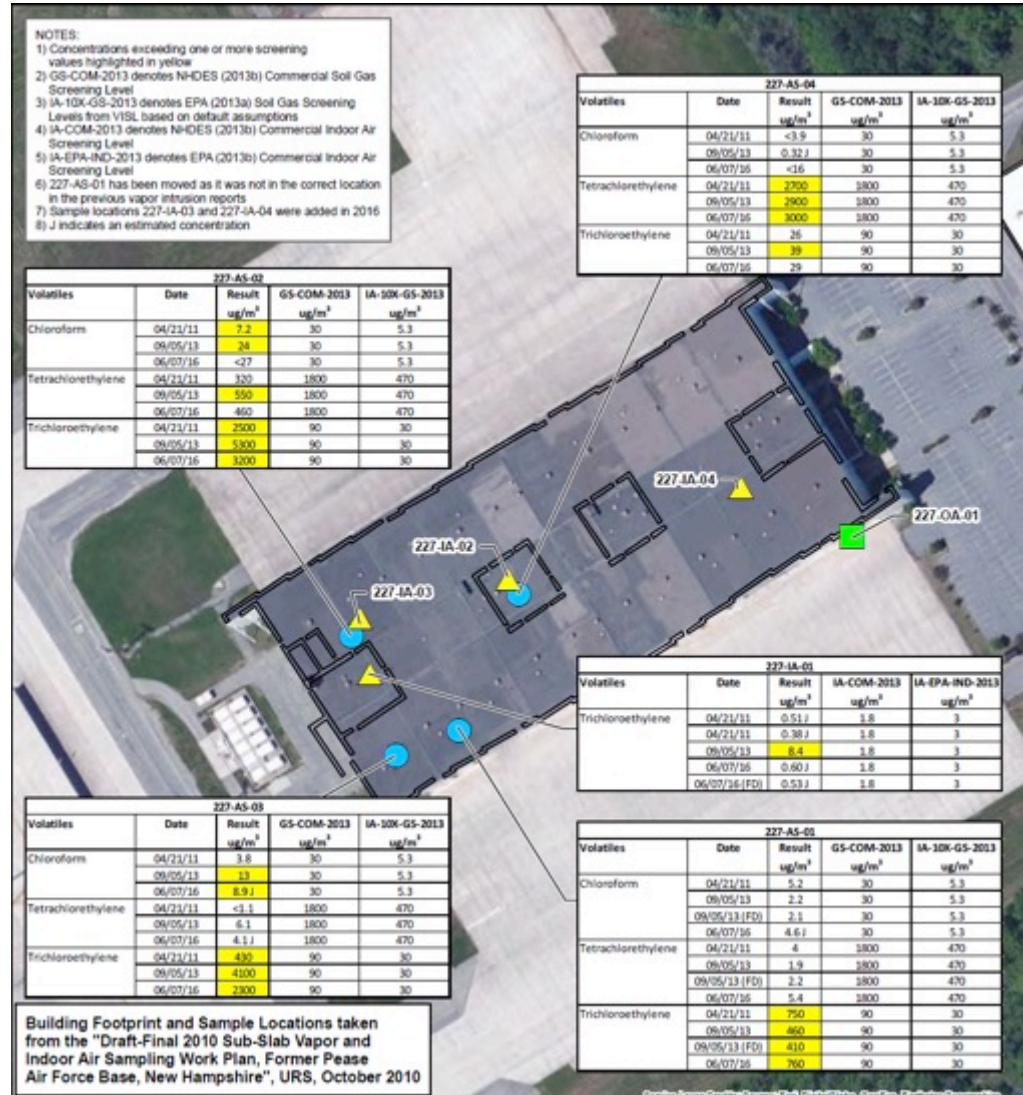 NOTES:
1) Concentrations exceeding one or more screening
values highlighted in yellow
2) GS-COM-2013 denotes NHDES (2013b) Commercial Soil Gas
Screening Level
3) IA-10X-GS-2013 denotes EPA (2013a) Soil Gas Screening
Levels from VISL based on default assumptions
4) IA-COM-2013 denotes NHDES (2013b) Commercial Indoor Air
Screening Level
5) IA-EPA-IND-2013 denotes EPA (2013b) Commercial Indoor Air
Screening Level
6) 227-AS-01 has been moved as it was not in the correct location
in the previous vapor intrusion reports
7) Sample locations 227-IA-03 and 227-IA-04 were added in 2016
8) J indicates an estimated concentration
227-AS-04
Volatiles Date Result GS-COM-2013 IA-10X-GS-2013
ug/m³ ug/m³ ug/m³
Chloroform 04/21/11 <3.9 30 5.3
09/05/13 0.32 J 30 5.3
06/07/16 <16 30 5.3
Tetrachlorethylene 04/21/11 2700 1800 470
09/05/13 2900 1800 470
06/07/16 3000 1800 470
Trichloroethylene 04/21/11 26 90 30
09/05/13 39 90 30
06/07/16 29 90 30
227-AS-02
Volatiles Date Result GS-COM-2013 IA-10X-GS-2013
ug/m³ ug/m³ ug/m³
Chloroform 04/21/11 7.2 30 5.3
09/05/13 24 30 5.3
06/07/16 <27 30 5.3
Tetrachlorethylene 04/21/11 320 1800 470
09/05/13 550 1800 470
06/07/16 460 1800 470
Trichloroethylene 04/21/11 2500 90 30
09/05/13 5300 90 30
06/07/16 3200 90 30
227-IA-04
227-OA-01
227-IA-02
227-IA-03
227-IA-01
Volatiles Date Result IA-COM-2013 IA-EPA-IND-2013
ug/m³ ug/m³ ug/m³
Trichloroethylene 04/21/11 0.51 J 1.8 3
04/21/11 0.38 J 1.8 3
09/05/13 8.4 1.8 3
06/07/16 0.60 J 1.8 3
06/07/16 (FD) 0.53 J 1.8 3
227-AS-03
Volatiles Date Result GS-COM-2013 IA-10X-GS-2013
ug/m³ ug/m³ ug/m³
Chloroform 04/21/11 3.8 30 5.3
09/05/13 13 30 5.3
06/07/16 8.9 J 30 5.3
Tetrachlorethylene 04/21/11 <1.1 1800 470
09/05/13 6.1 1800 470
06/07/16 4.1 J 1800 470
Trichloroethylene 04/21/11 430 90 30
09/05/13 4100 90 30
06/07/16 2300 90 30
227-AS-01
Volatiles Date Result GS-COM-2013 IA-10X-GS-2013
ug/m³ ug/m³ ug/m³
Chloroform 04/21/11 5.2 30 5.3
09/05/13 2.2 30 5.3
09/05/13 (FD) 2.1 30 5.3
06/07/16 4.6 J 30 5.3
Tetrachlorethylene 04/21/11 4 1800 470
09/05/13 1.9 1800 470
09/05/13 (FD) 2.2 1800 470
06/07/16 5.4 1800 470
Trichloroethylene 04/21/11 750 90 30
09/05/13 460 90 30
09/05/13 (FD) 410 90 30
06/07/16 760 90 30
Building Footprint and Sample Locations taken
from the "Draft-Final 2010 Sub-Slab Vapor and
Indoor Air Sampling Work Plan, Former Pease
Air Force Base, New Hampshire", URS, October 2010